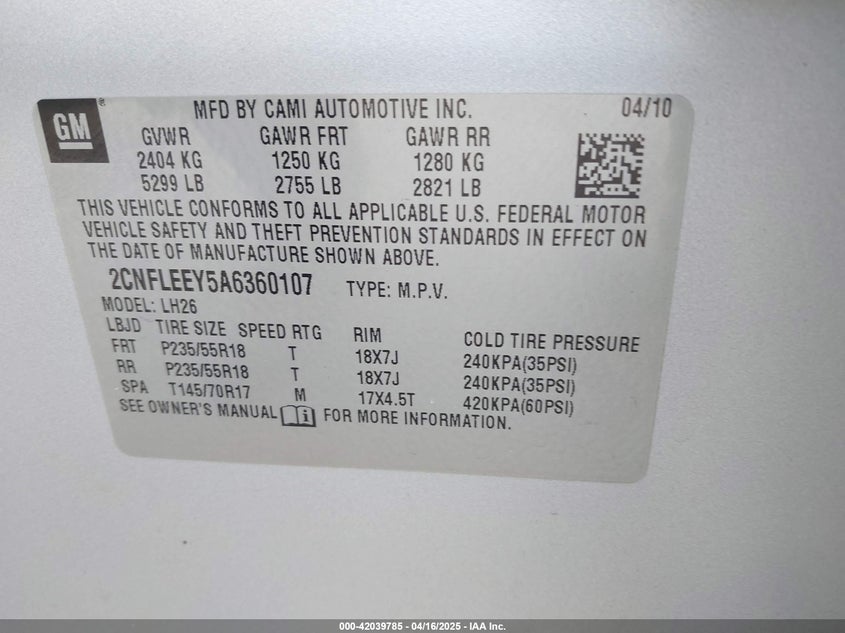 GM® MFD BY CAMI AUTOMOTIVE INC. 04/10
GVWR GAWR FRT GAWR RR
2404 KG 1250 KG 1280 KG
5299 LB 2755 LB 2821 LB
THIS VEHICLE CONFORMS TO ALL APPLICABLE U.S. FEDERAL MOTOR
VEHICLE SAFETY AND THEFT PREVENTION STANDARDS IN EFFECT ON
THE DATE OF MANUFACTURE SHOWN ABOVE.
2CNFLEEY5A6360107 TYPE: M.P.V.
MODEL: LH26
LBJD TIRE SIZE SPEED RTG RIM COLD TIRE PRESSURE
FRT P235/55R18 T 18X7J 240KPA(35PSI)
RR P235/55R18 T 18X7J 240KPA(35PSI)
SPA T145/70R17 M 17X4.5T 420KPA(60PSI)
SEE OWNER'S MANUAL i FOR MORE INFORMATION.
000-42039785 - 04/16/2025 - IAA Inc.